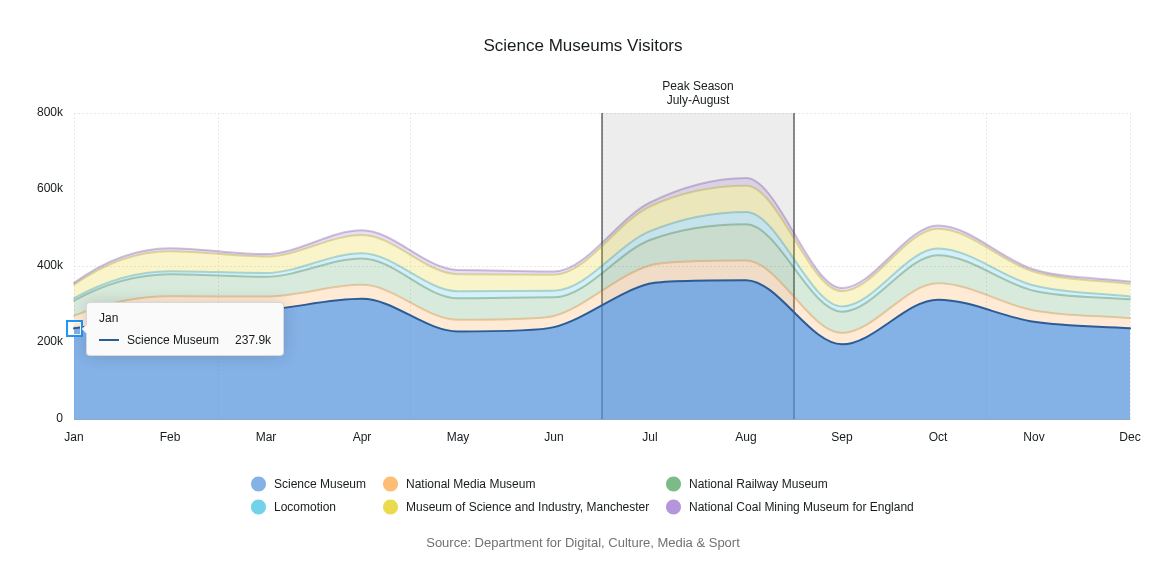 Science Museums Visitors
Peak Season
July-August
800k
600k
400k
200k
0
Jan
Science Museum 237.9k
Jan Feb Mar Apr May Jun Jul Aug Sep Oct Nov Dec
Science Museum National Media Museum National Railway Museum
Locomotion Museum of Science and Industry, Manchester National Coal Mining Museum for England
Source: Department for Digital, Culture, Media & Sport